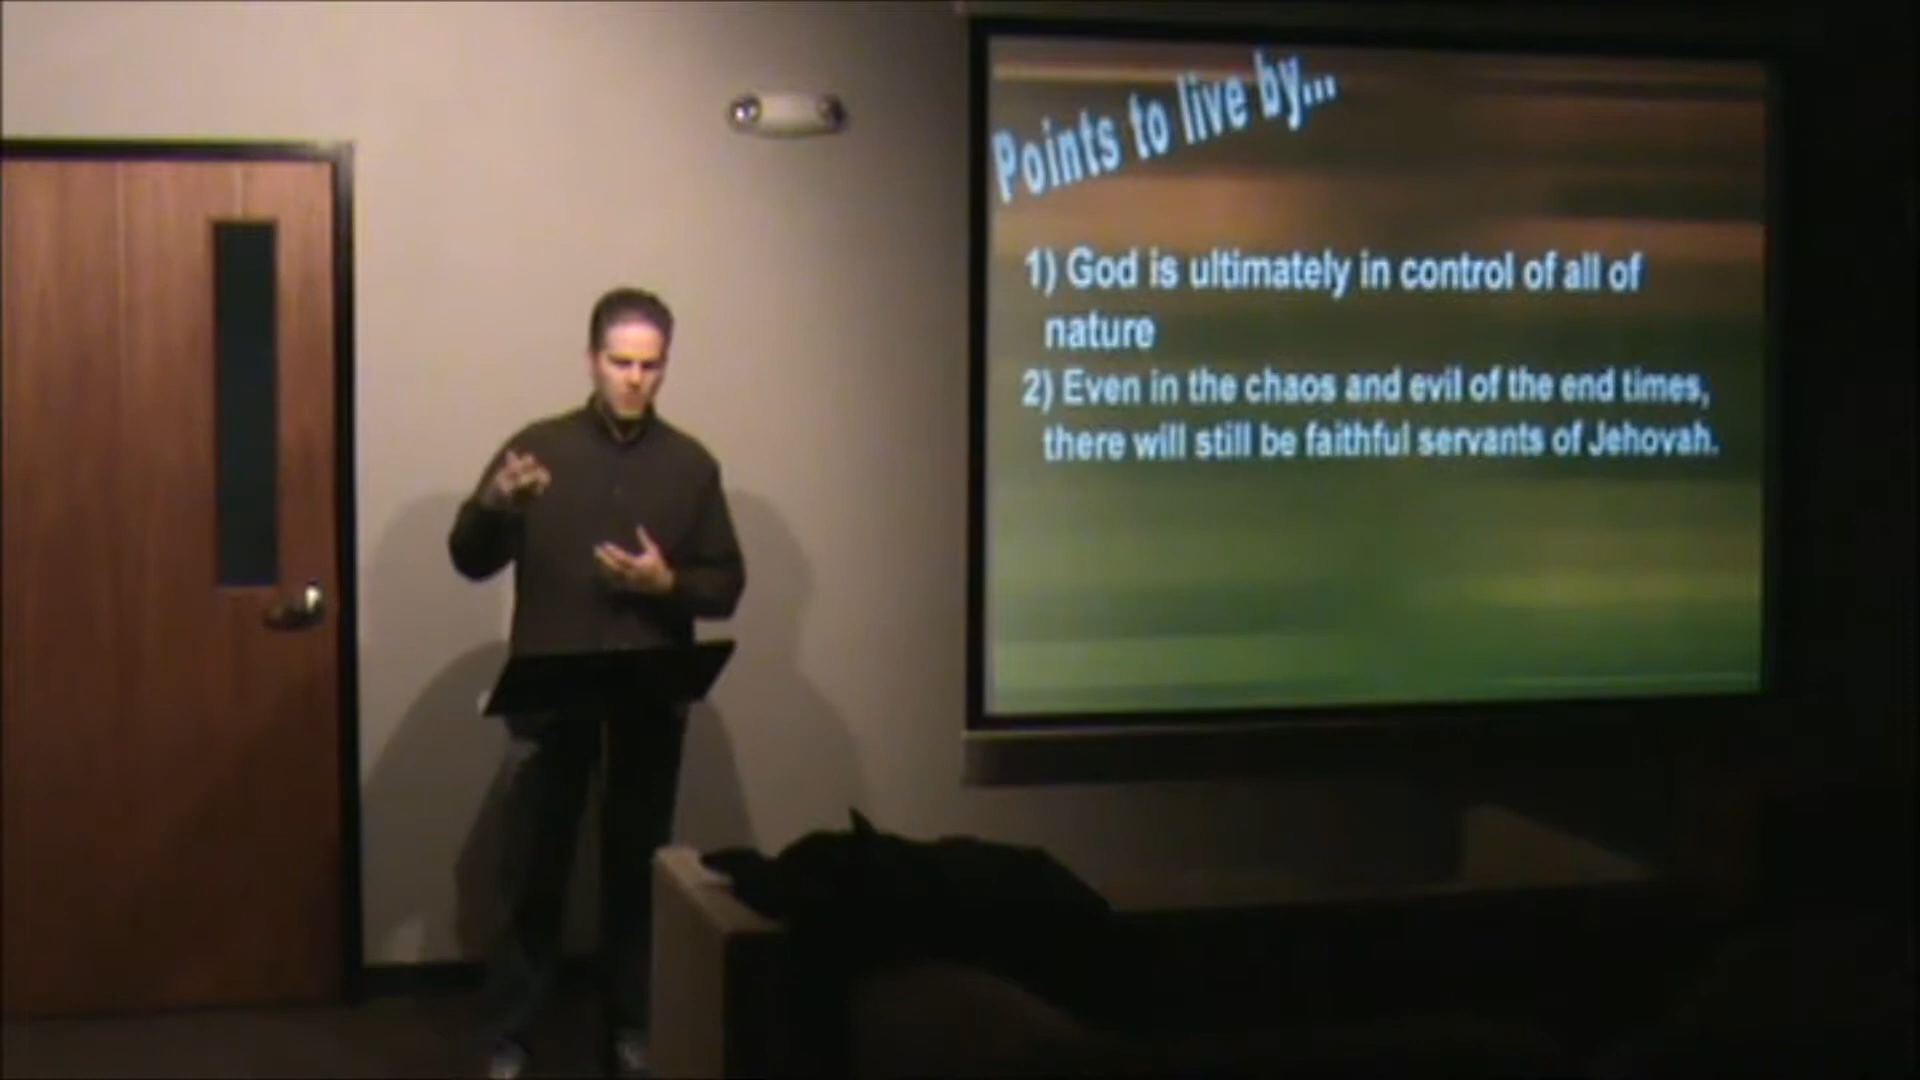 Points to live by...
1) God is ultimately in control of all of
nature
2) Even in the chaos and evil of the end times,
there will still be faithful servants of Jehovah.